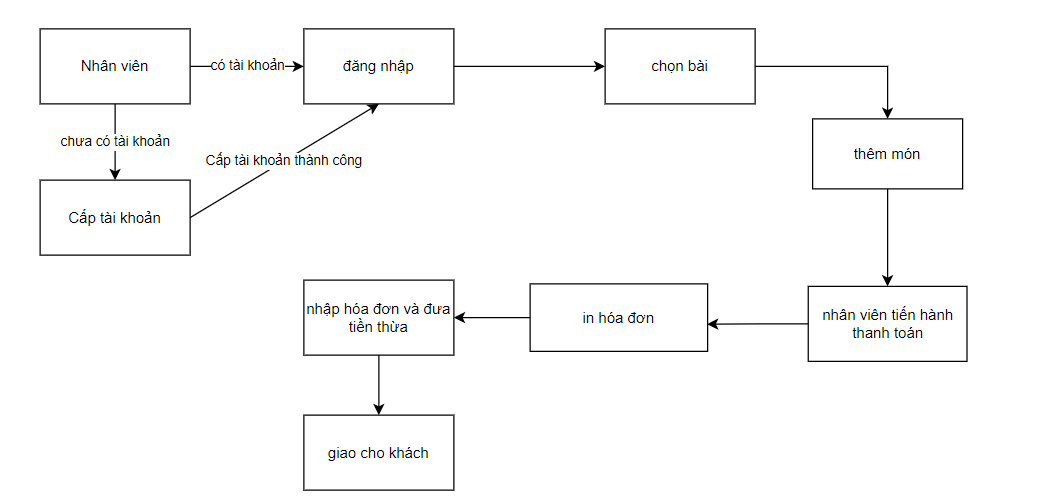 Nhân viên
có tài khoản
đăng nhập
chọn bài
chưa có tài khoản
thêm món
Cấp tài khoản thành công
Cấp tài khoản
nhân viên tiến hành
thanh toán
in hóa đơn
nhập hóa đơn và đưa
tiền thừa
giao cho khách